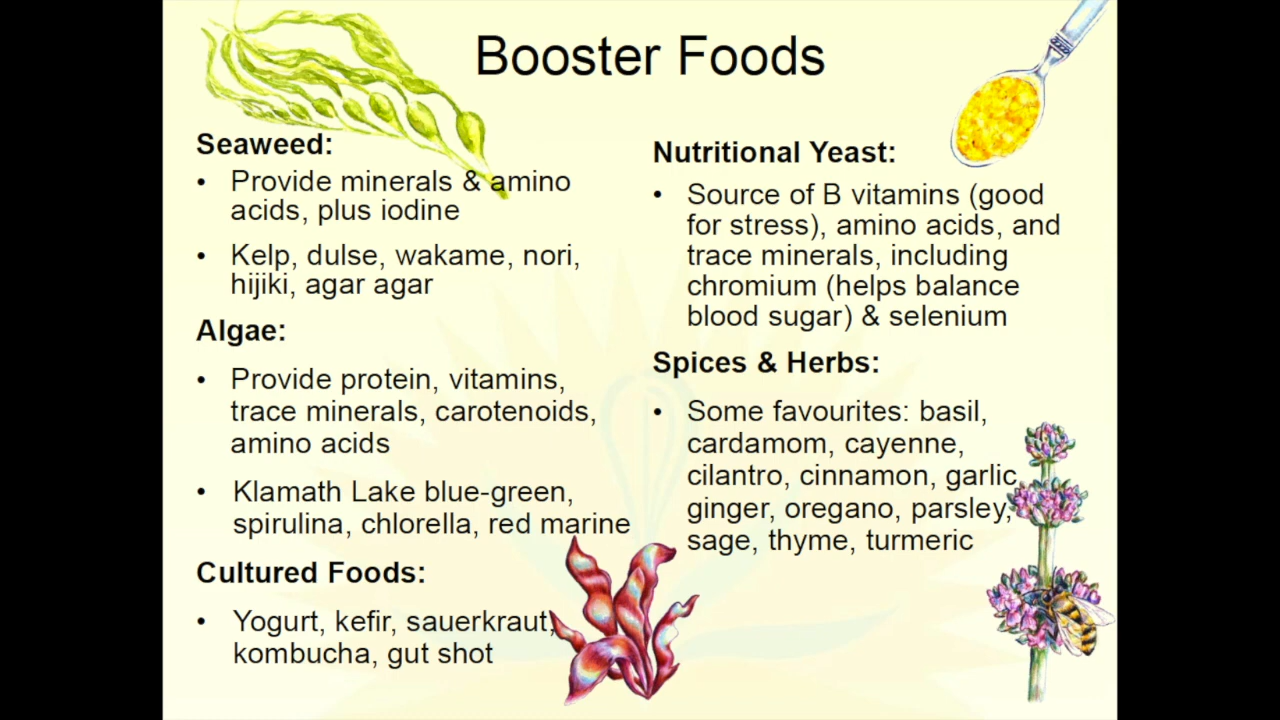 Booster Foods
Seaweed:
• Provide minerals & amino
acids, plus iodine
• Kelp, dulse, wakame, nori,
hijiki, agar agar
Algae:
• Provide protein, vitamins,
trace minerals, carotenoids,
amino acids
• Klamath Lake blue-green,
spirulina, chlorella, red marine
Cultured Foods:
• Yogurt, kefir, sauerkraut,
kombucha, gut shot
Nutritional Yeast:
• Source of B vitamins (good
for stress), amino acids, and
trace minerals, including
chromium (helps balance
blood sugar) & selenium
Spices & Herbs:
• Some favourites: basil,
cardamom, cayenne,
cilantro, cinnamon, garlic,
ginger, oregano, parsley,
sage, thyme, turmeric